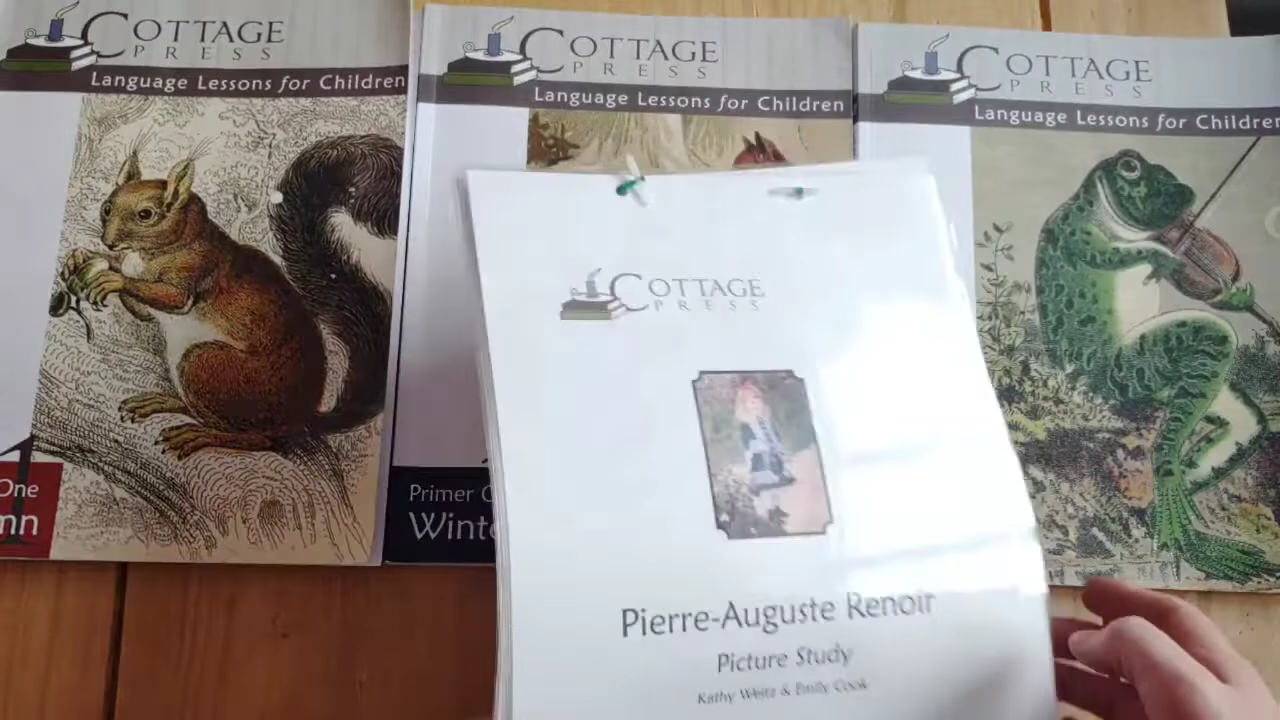 COTTAGE
PRESS
Language Lessons for Children
One
mn
COTTAGE
PRESS
Language Lessons for Children
Primer
Winte
COTTAGE
PRESS
Language Lessons for Children
COTTAGE
PRESS
Pierre-Auguste Renoir
Picture Study
Kathy Weitz & Emily Cook